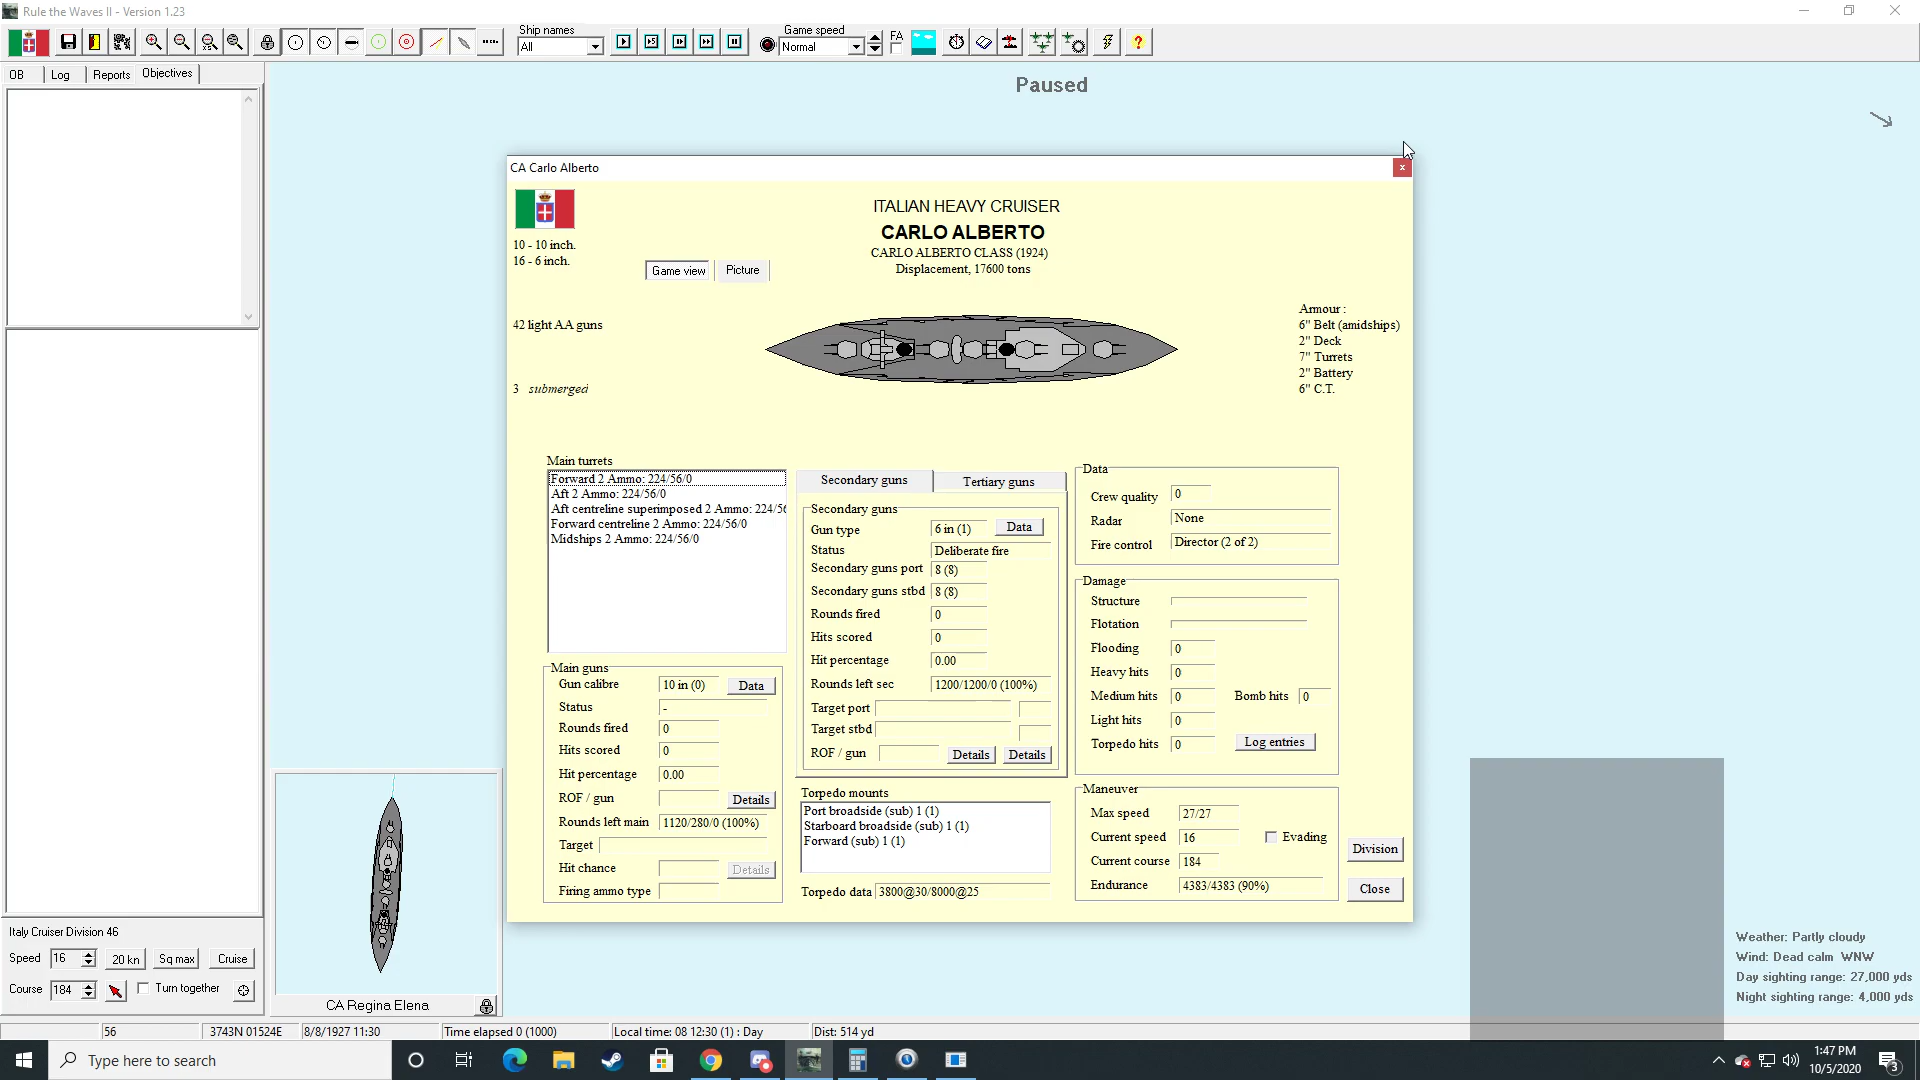 Rule the Waves II - Version 1.23
Ship names
All
Game speed
Normal
FA
OB
Log
Reports
Objectives
Paused
CA Carlo Alberto
x
ITALIAN HEAVY CRUISER
CARLO ALBERTO
CARLO ALBERTO CLASS (1924)
Displacement, 17600 tons
10 - 10 inch.
16 - 6 inch.
Game view
Picture
42 light AA guns
3 submerged
Armour :
6" Belt (amidships)
2" Deck
7" Turrets
2" Battery
6" C.T.
Main turrets
Forward 2 Ammo: 224/56/0
Aft 2 Ammo: 224/56/0
Aft centreline superimposed 2 Ammo: 224/56
Forward centreline 2 Ammo: 224/56/0
Midships 2 Ammo: 224/56/0
Main guns
Gun calibre 10 in (0) Data
Status -
Rounds fired 0
Hits scored 0
Hit percentage 0.00
ROF / gun Details
Rounds left main 1120/280/0 (100%)
Target
Hit chance Details
Firing ammo type
Secondary guns
Tertiary guns
Secondary guns
Gun type 6 in (1) Data
Status Deliberate fire
Secondary guns port 8 (8)
Secondary guns stbd 8 (8)
Rounds fired 0
Hits scored 0
Hit percentage 0.00
Rounds left sec 1200/1200/0 (100%)
Target port
Target stbd
ROF / gun Details Details
Torpedo mounts
Port broadside (sub) 1 (1)
Starboard broadside (sub) 1 (1)
Forward (sub) 1 (1)
Torpedo data 3800@30/8000@25
Data
Crew quality 0
Radar None
Fire control Director (2 of 2)
Damage
Structure
Flotation
Flooding 0
Heavy hits 0
Medium hits 0 Bomb hits 0
Light hits 0
Torpedo hits 0 Log entries
Maneuver
Max speed 27/27
Current speed 16 Evading
Current course 184
Endurance 4383/4383 (90%)
Division
Close
Italy Cruiser Division 46
Speed 16 20 kn Sq max Cruise
Course 184 Turn together
CA Regina Elena
Weather: Partly cloudy
Wind: Dead calm WNW
Day sighting range: 27,000 yds
Night sighting range: 4,000 yds
56
3743N 01524E
8/8/1927 11:30
Time elapsed 0 (1000)
Local time: 08 12:30 (1) : Day
Dist: 514 yd
Type here to search
1:47 PM
10/5/2020
3